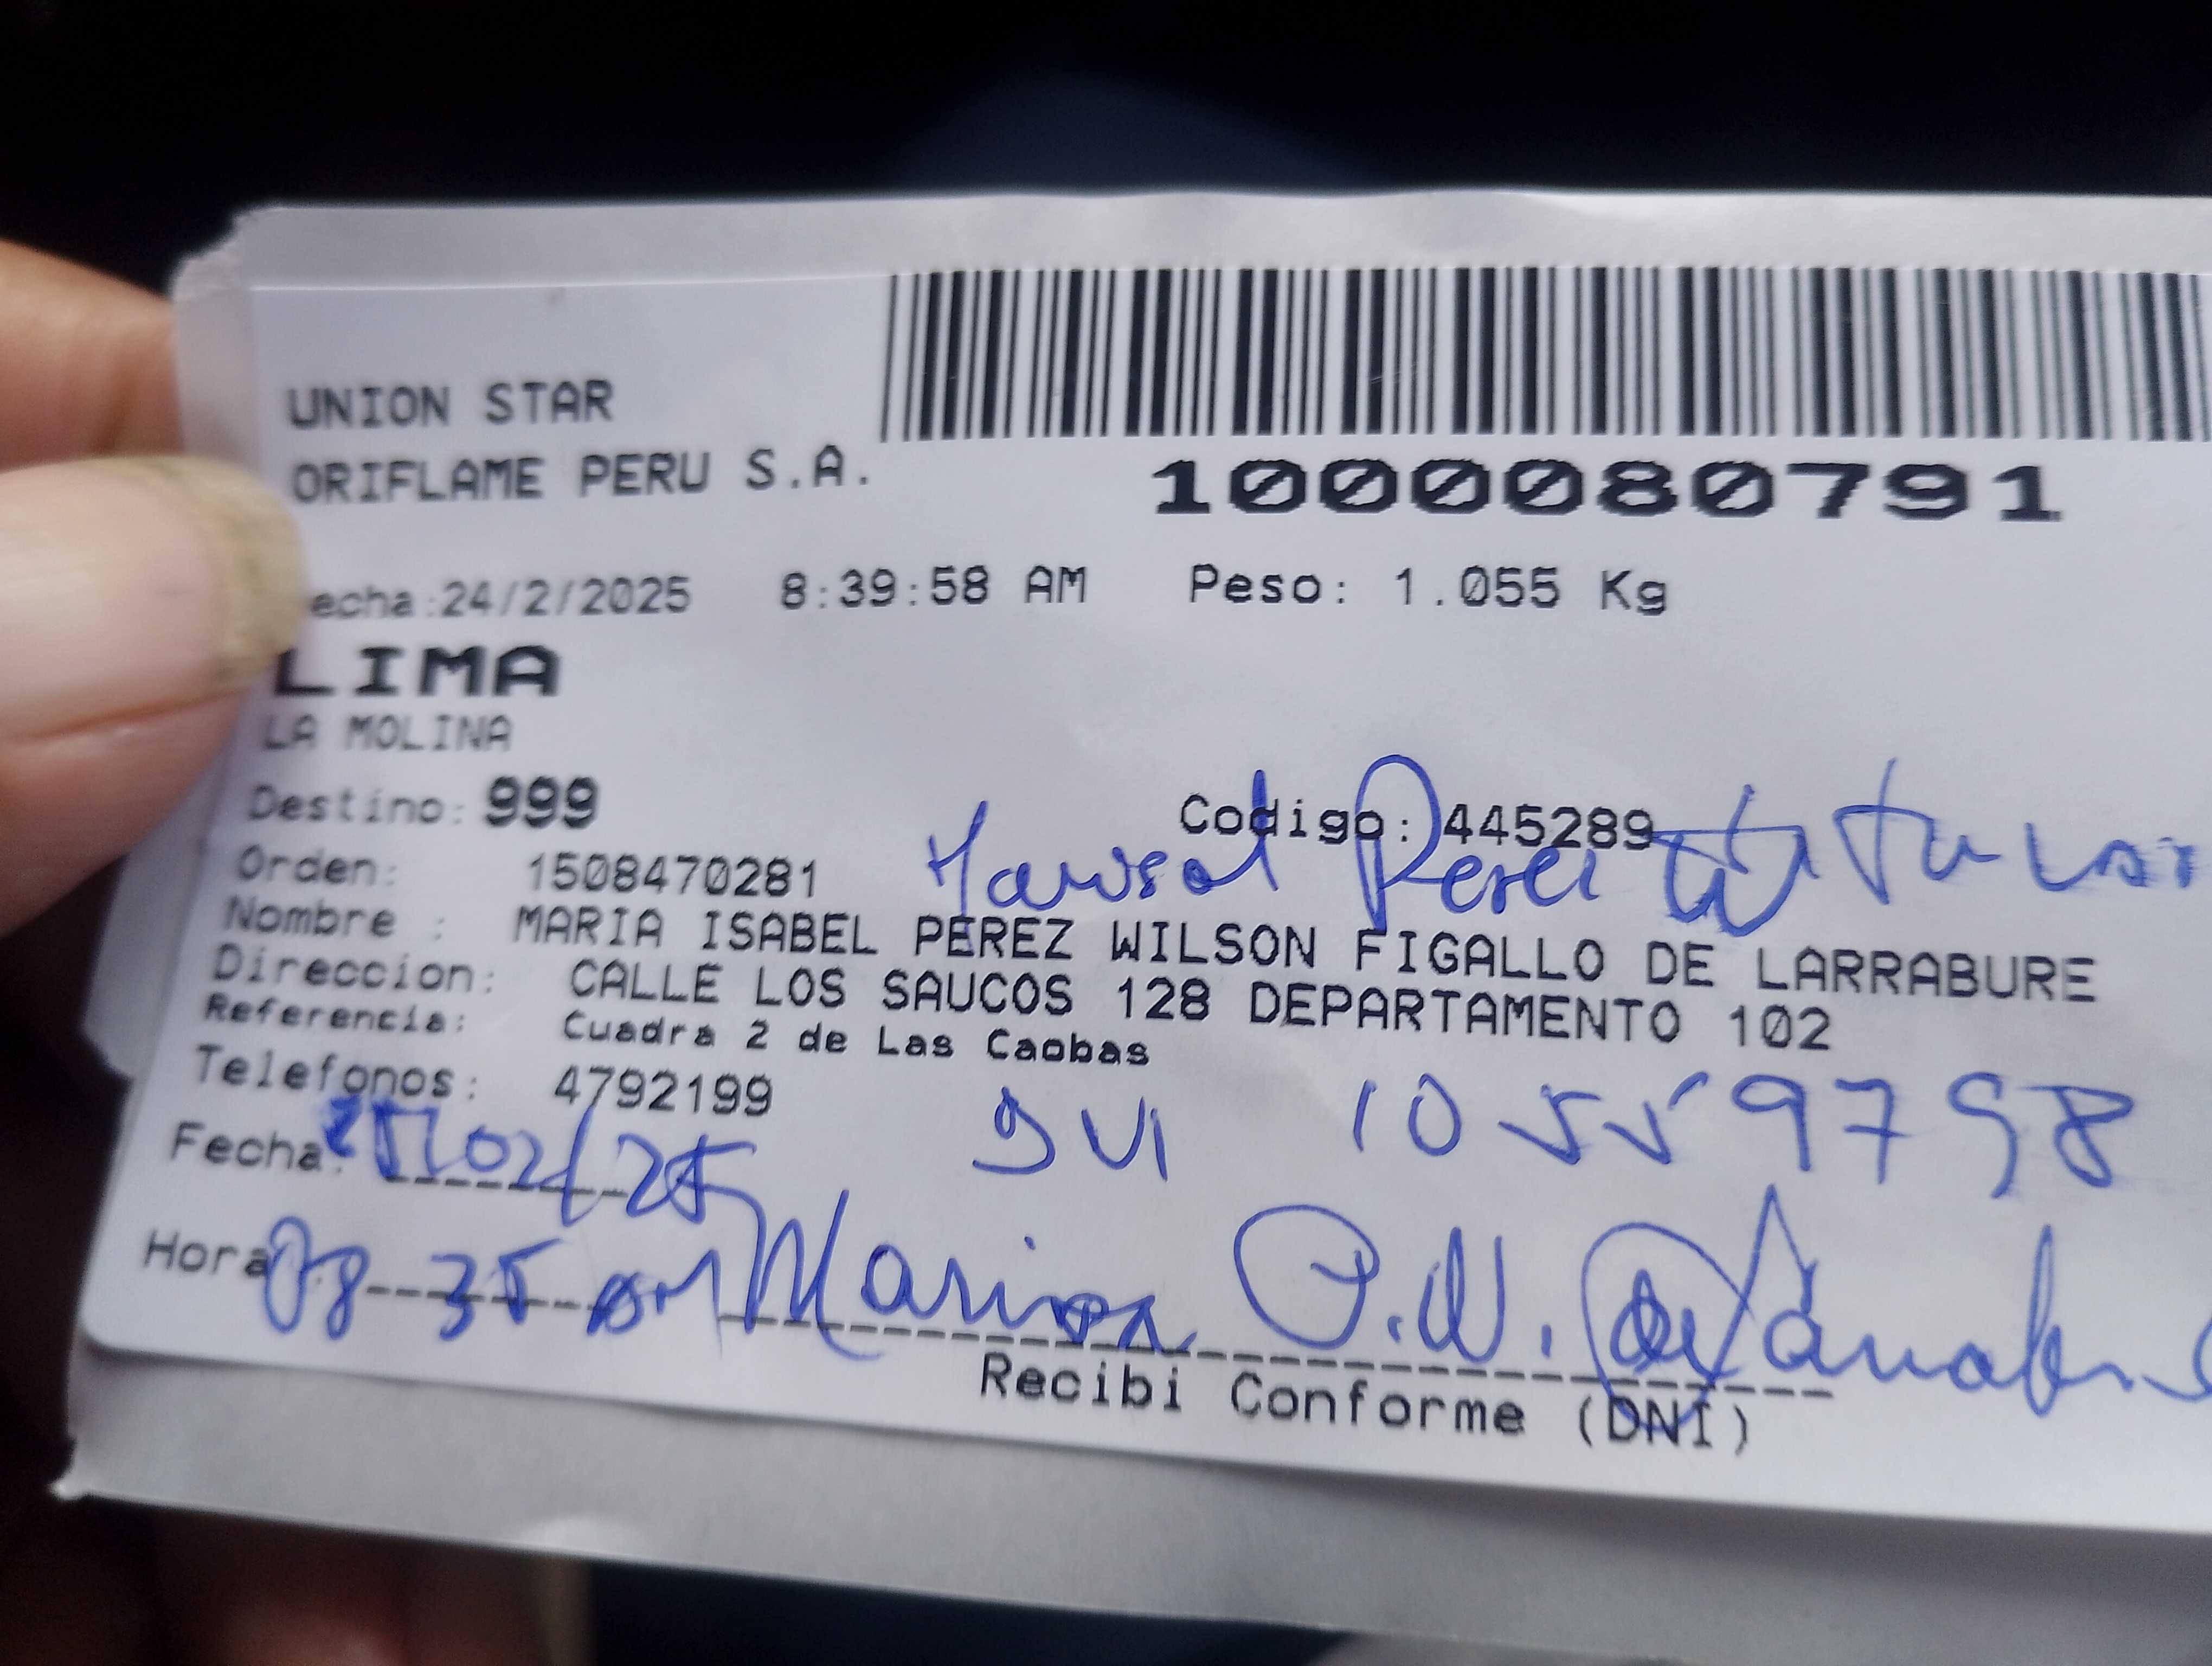 UNION STAR
ORIFLAME PERU S.A.
1000080791
echa:24/2/2025 8:39:58 AM Peso: 1.055 Kg
LIMA
LA MOLINA
Destino: 999 Codigo: 445289
Orden: 1508470281
Perez
Nombre : MARIA ISABEL PEREZ WILSON FIGALLO DE LARRABURE
Direccion: CALLE LOS SAUCOS 128 DEPARTAMENTO 102
Referencia: Cuadra 2 de Las Caobas
Telefonos: 4792199
Fecha: 25/02/25
Hora: 08 35 AM
P.W. de
Recibi Conforme (DNI)